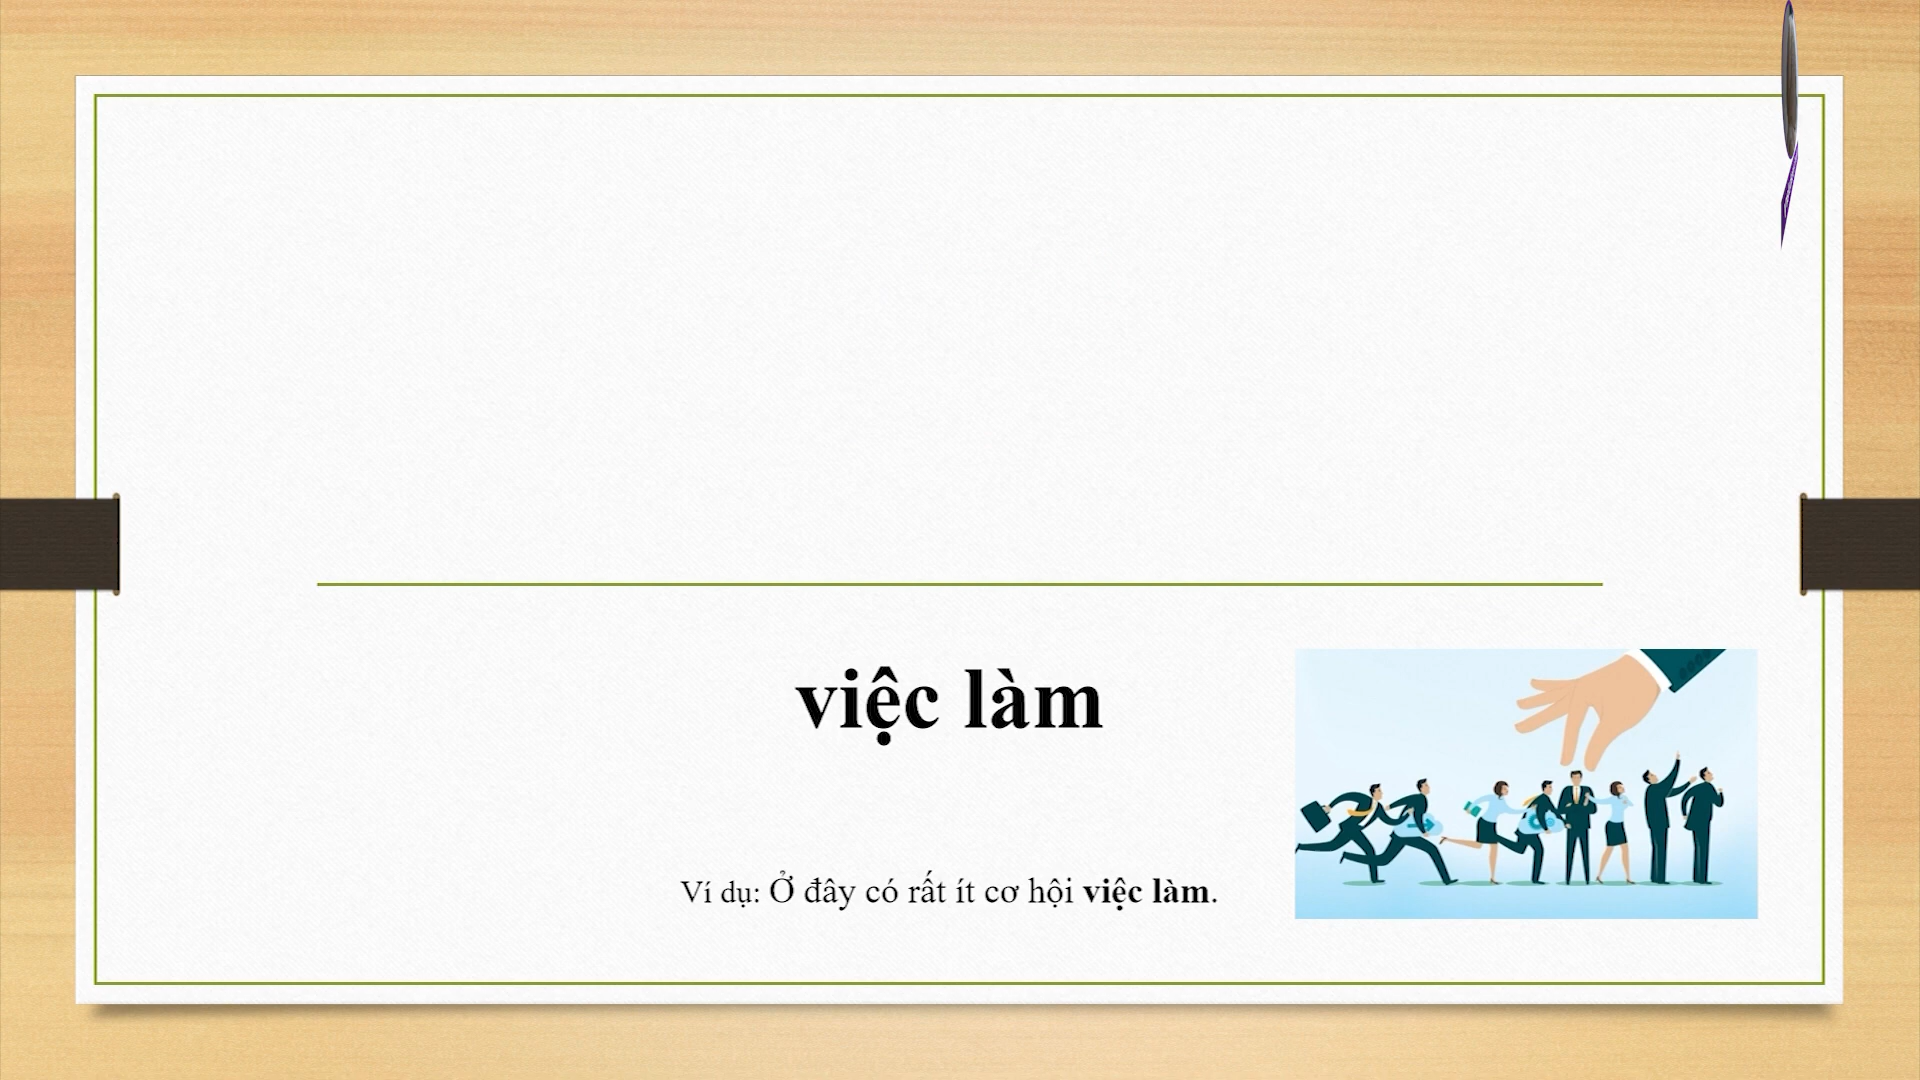 việc làm
Ví dụ: Ở đây có rất ít cơ hội việc làm.